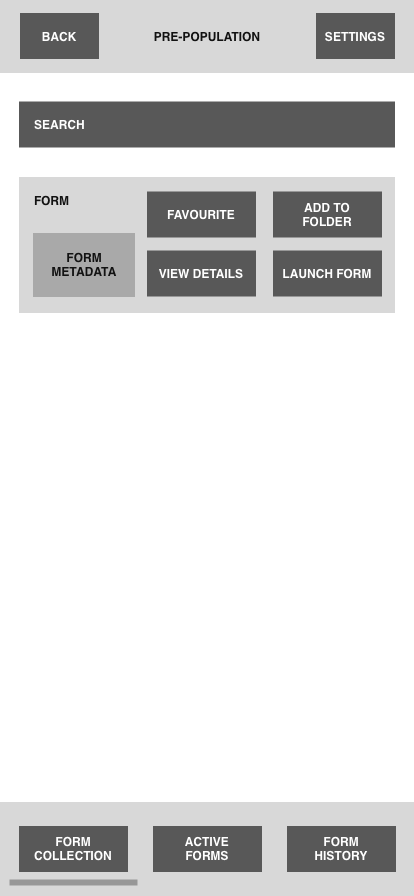 BACK
PRE-POPULATION
SETTINGS
SEARCH
FORM
FAVOURITE
ADD TO
FOLDER
FORM
METADATA
VIEW DETAILS
LAUNCH FORM
FORM
COLLECTION
ACTIVE
FORMS
FORM
HISTORY